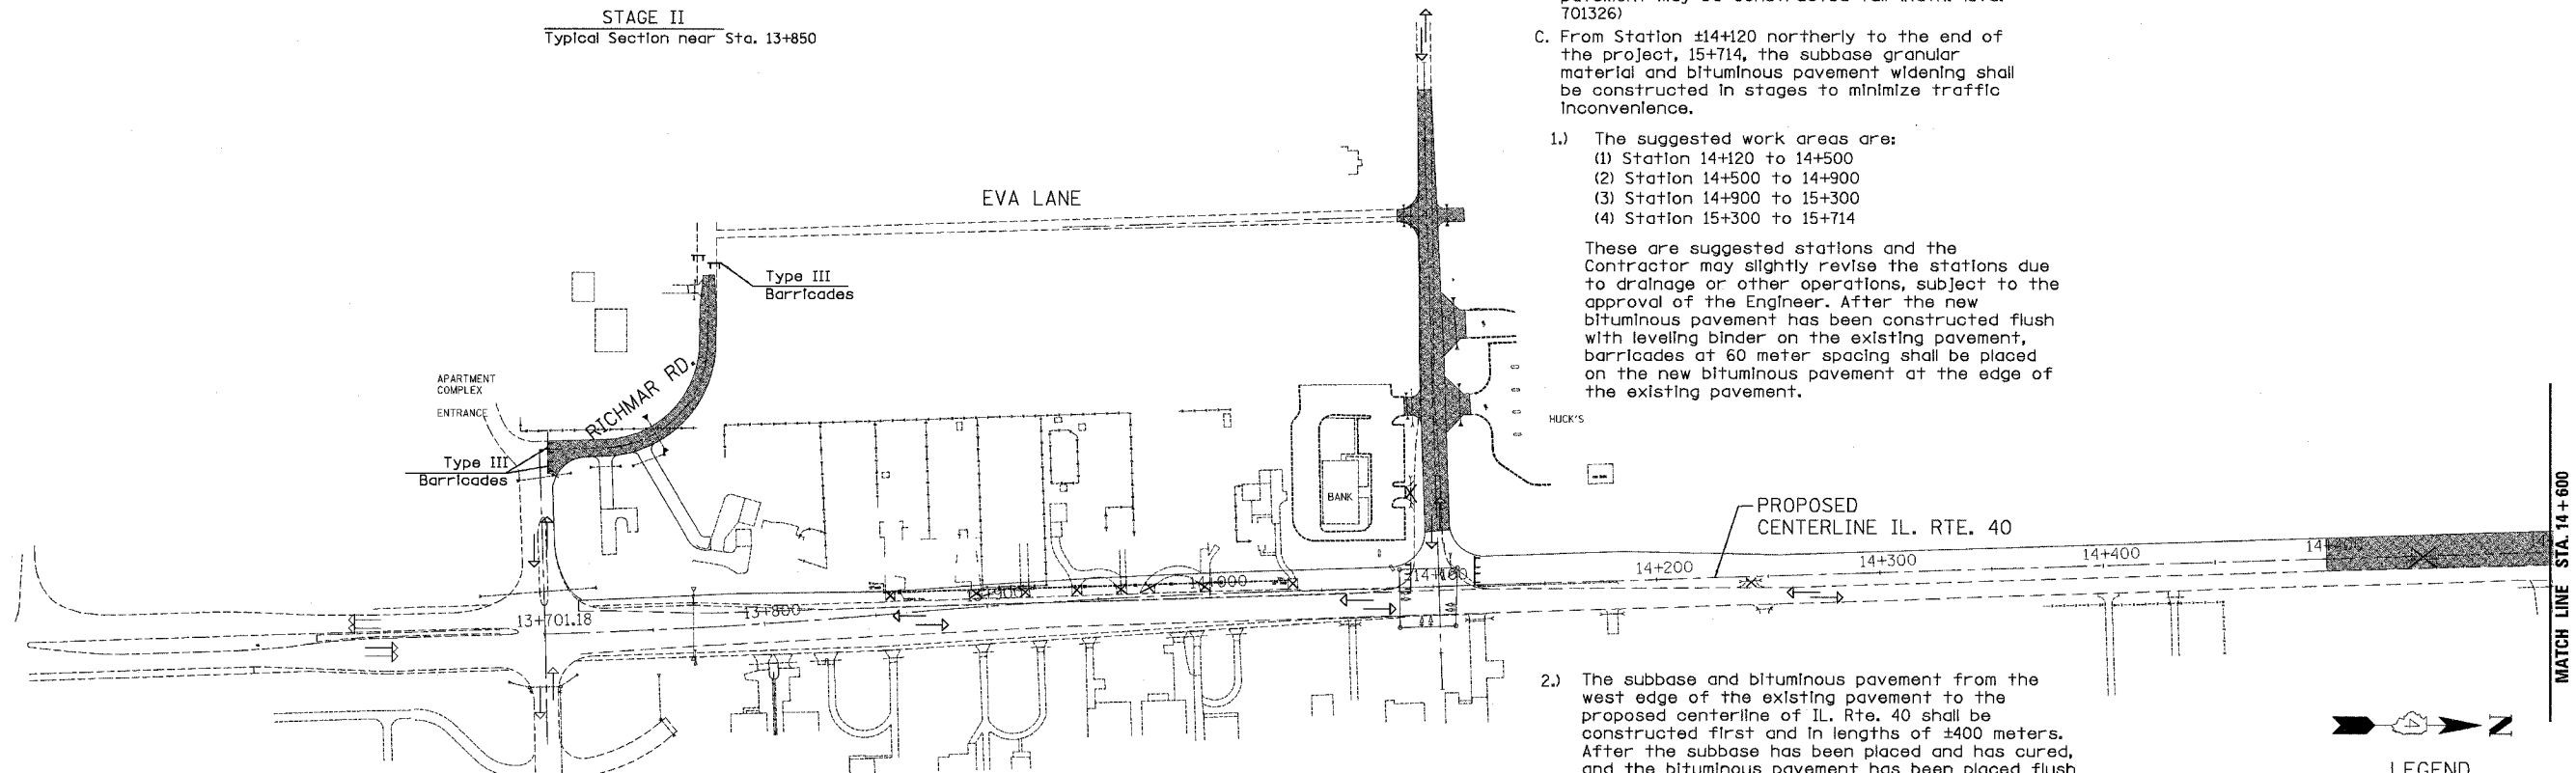 STAGE II
Typical Section near Sta. 13+850
701326)
C. From Station ±14+120 northerly to the end of
the project, 15+714, the subbase granular
material and bituminous pavement widening shall
be constructed in stages to minimize traffic
inconvenience.
1.) The suggested work areas are:
(1) Station 14+120 to 14+500
(2) Station 14+500 to 14+900
(3) Station 14+900 to 15+300
(4) Station 15+300 to 15+714
These are suggested stations and the
Contractor may slightly revise the stations due
to drainage or other operations, subject to the
approval of the Engineer. After the new
bituminous pavement has been constructed flush
with leveling binder on the existing pavement,
barricades at 60 meter spacing shall be placed
on the new bituminous pavement at the edge of
the existing pavement.
EVA LANE
Type III
Barricades
RICHMAR RD.
APARTMENT
COMPLEX
ENTRANCE
Type III
Barricades
BANK
HUCK'S
PROPOSED
CENTERLINE IL. RTE. 40
13+701.18
13+800
13+900
14+000
14+100
14+200
14+300
14+400
MATCH LINE STA. 14+600
2.) The subbase and bituminous pavement from the
west edge of the existing pavement to the
proposed centerline of IL. Rte. 40 shall be
constructed first and in lengths of ±400 meters.
After the subbase has been placed and has cured,
and the bituminous pavement has been placed flush
N
LEGEND